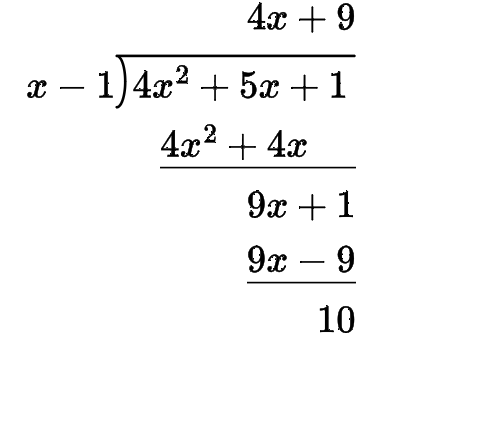 4x + 9
x − 1)4x² + 5x + 1
4x² + 4x
9x + 1
9x − 9
10